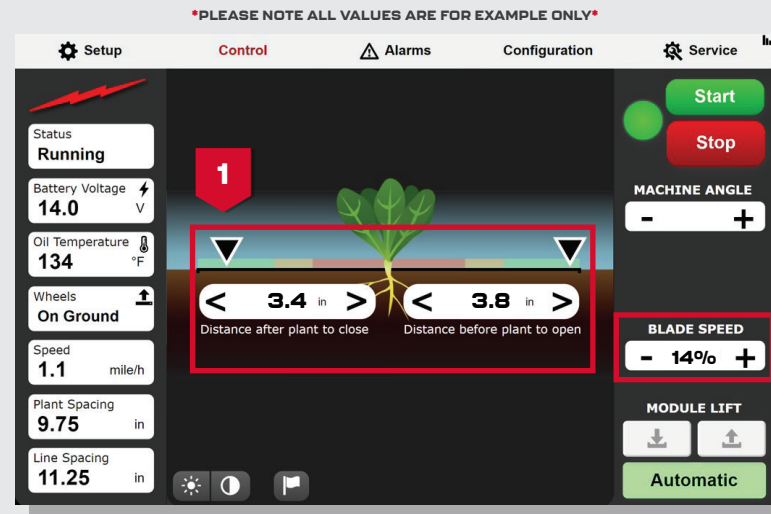 *PLEASE NOTE ALL VALUES ARE FOR EXAMPLE ONLY*
Setup
Control
Alarms
Configuration
Service
Status
Running
Battery Voltage
14.0 V
Oil Temperature
134 °F
Wheels
On Ground
Speed
1.1 mile/h
Plant Spacing
9.75 in
Line Spacing
11.25 in
1
< 3.4 in >
Distance after plant to close
< 3.8 in >
Distance before plant to open
Start
Stop
MACHINE ANGLE
- +
BLADE SPEED
- 14% +
MODULE LIFT
Automatic